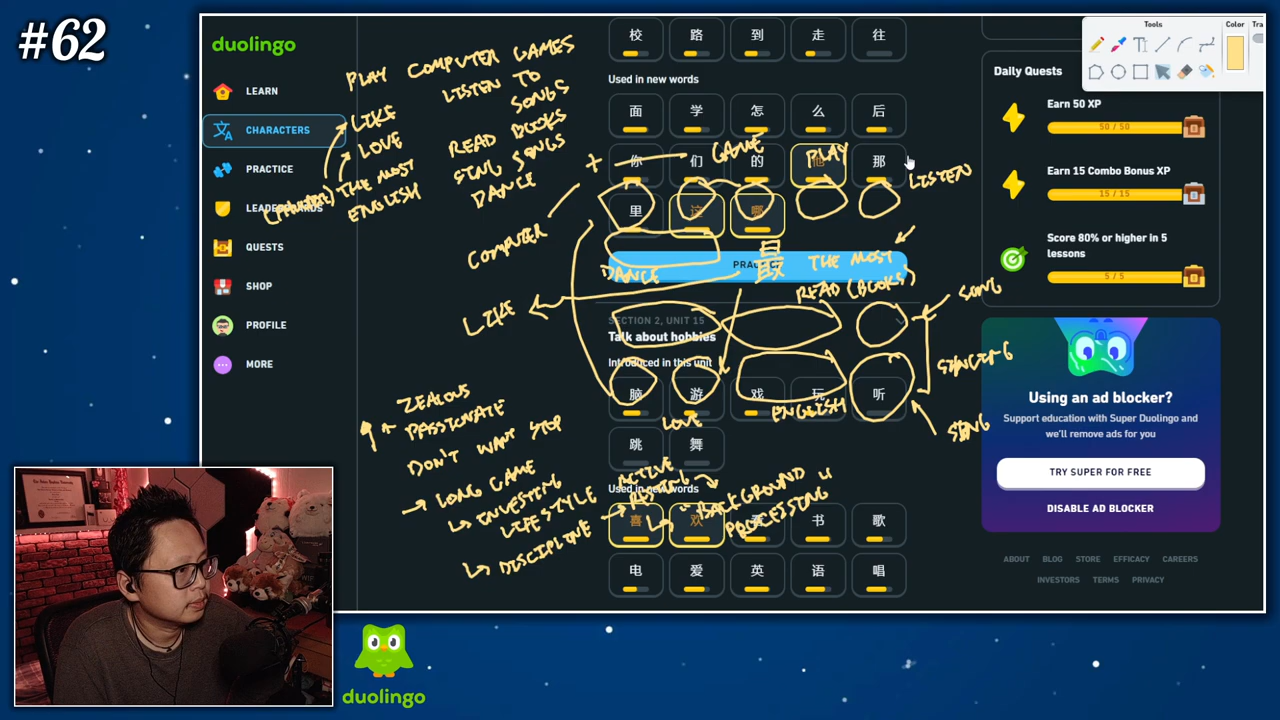 #62
duolingo
LEARN
CHARACTERS
PRACTICE
LEADERBOARDS
QUESTS
SHOP
PROFILE
MORE
PLAY COMPUTER GAMES
LIKE
LISTEN TO SONGS
LOVE
READ BOOKS
SING SONGS
THE MOST
DANCE
ENGLISH
COMPUTER
LIKE
ZEALOUS
PASSIONATE
DON'T WANT STOP
LONG GAME
INVESTING
LIFESTYLE
DISCIPLINE
校 路 到 走 往
Used in new words
面 学 怎 么 后
+ GAME PLAY
你 们 的 他 那
LISTEN
里 这 哪
最 THE MOST
DANCE
READ (BOOKS)
SONG
SECTION 2, UNIT 15
Talk about hobbies
Introduced in this unit
SINGING
脑 游 戏 玩 听
ENGLISH
LOVE
SING
跳 舞
ACTIVE
"BACKGROUND"
PROCESSING
Used in new words
喜 欢 看 书 歌
电 爱 英 语 唱
Tools
Color
Daily Quests
Earn 50 XP
50 / 50
Earn 15 Combo Bonus XP
15 / 15
Score 80% or higher in 5 lessons
5 / 5
Using an ad blocker?
Support education with Super Duolingo and we'll remove ads for you
TRY SUPER FOR FREE
DISABLE AD BLOCKER
ABOUT BLOG STORE EFFICACY CAREERS
INVESTORS TERMS PRIVACY
duolingo